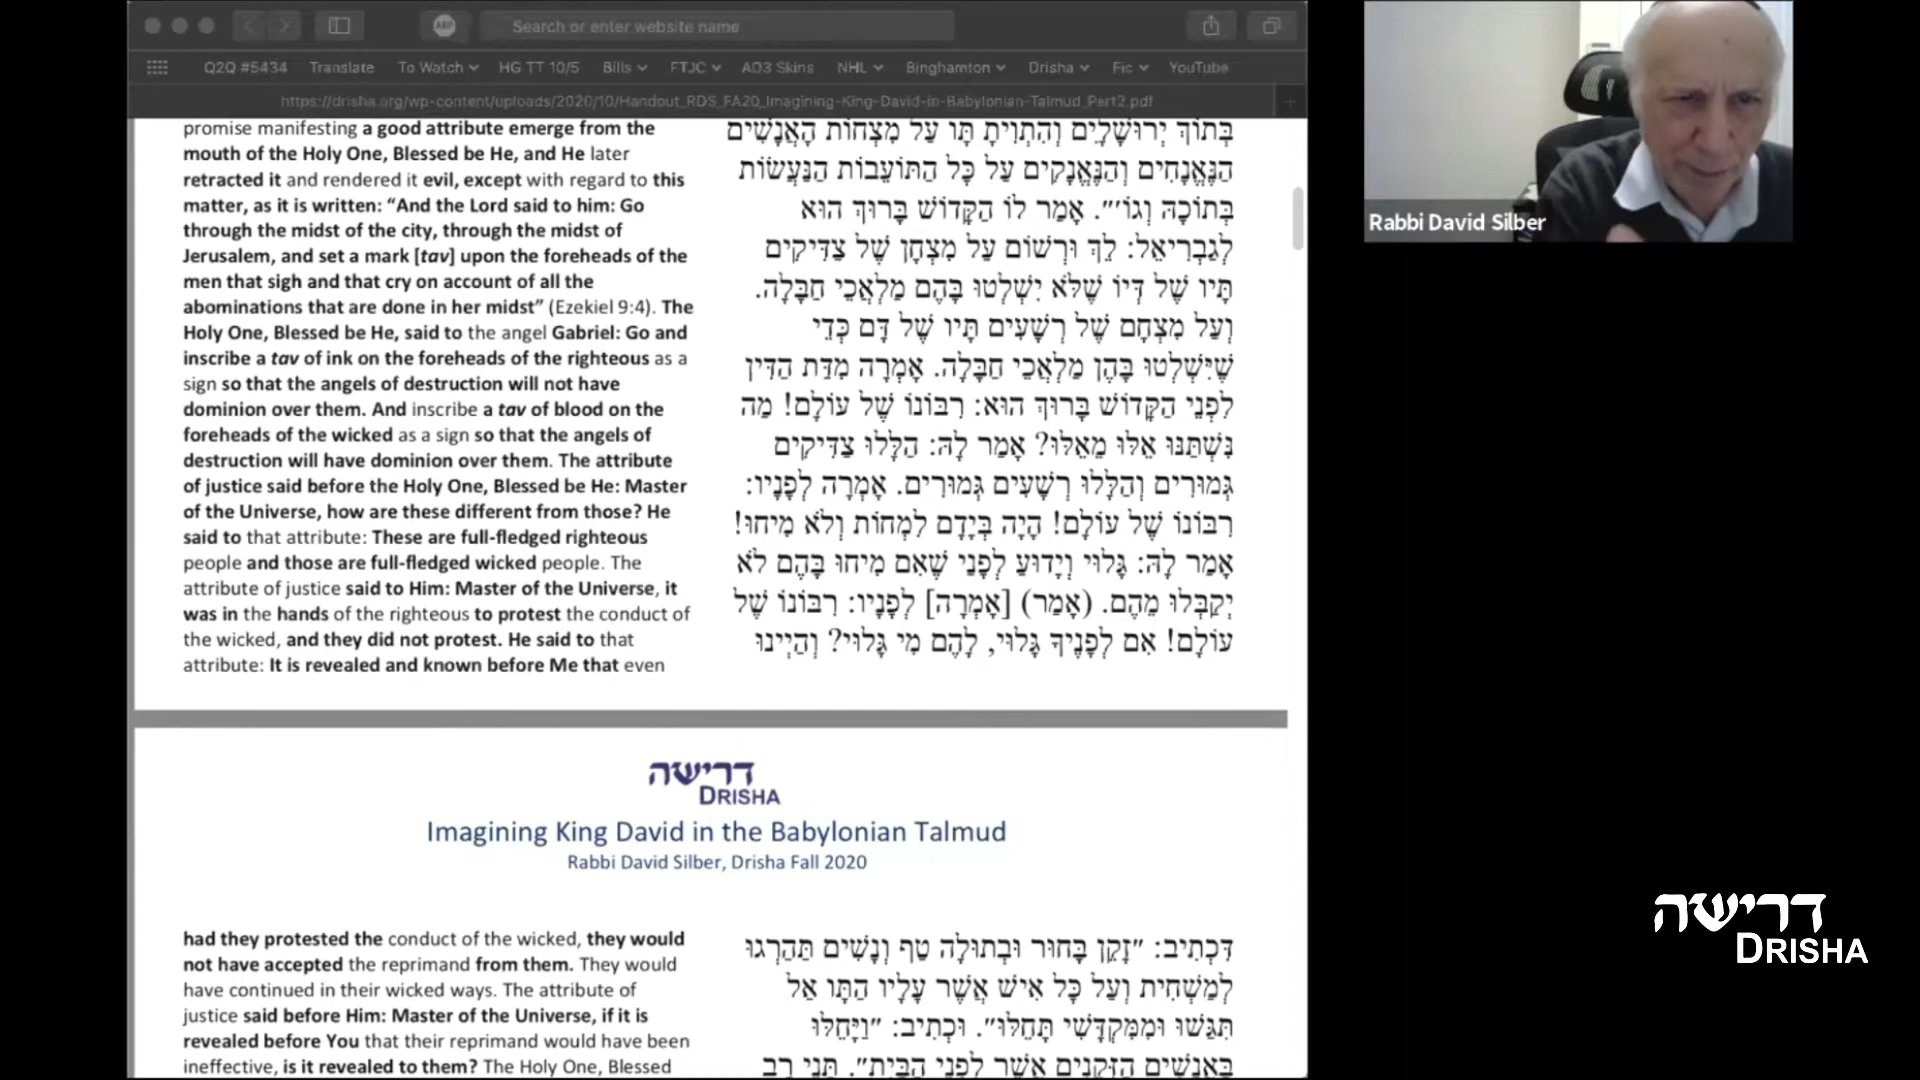 Search or enter website name
Q2Q #5434 Translate To Watch HG TT 10/5 Bills FTJC AO3 Skins NHL Binghamton Drisha Fic YouTube
https://drisha.org/wp-content/uploads/2020/10/Handout_RDS_FA20_Imagining-King-David-in-Babylonian-Talmud_Part2.pdf
promise manifesting a good attribute emerge from the
mouth of the Holy One, Blessed be He, and He later
retracted it and rendered it evil, except with regard to this
matter, as it is written: “And the Lord said to him: Go
through the midst of the city, through the midst of
Jerusalem, and set a mark [tav] upon the foreheads of the
men that sigh and that cry on account of all the
abominations that are done in her midst” (Ezekiel 9:4). The
Holy One, Blessed be He, said to the angel Gabriel: Go and
inscribe a tav of ink on the foreheads of the righteous as a
sign so that the angels of destruction will not have
dominion over them. And inscribe a tav of blood on the
foreheads of the wicked as a sign so that the angels of
destruction will have dominion over them. The attribute
of justice said before the Holy One, Blessed be He: Master
of the Universe, how are these different from those? He
said to that attribute: These are full-fledged righteous
people and those are full-fledged wicked people. The
attribute of justice said to Him: Master of the Universe, it
was in the hands of the righteous to protest the conduct of
the wicked, and they did not protest. He said to that
attribute: It is revealed and known before Me that even
בְּתוֹךְ יְרוּשָׁלִָים וְהִתְוִיתָ תָּו עַל מִצְחוֹת הָאֲנָשִׁים
הַנֶּאֱנָחִים וְהַנֶּאֱנָקִים עַל כָּל הַתּוֹעֵבוֹת הַנַּעֲשׂוֹת
בְּתוֹכָהּ וְגוֹ׳״. אָמַר לוֹ הַקָּדוֹשׁ בָּרוּךְ הוּא
לְגַבְרִיאֵל: לֵךְ וּרְשׁוֹם עַל מִצְחָן שֶׁל צַדִּיקִים
תָּיו שֶׁל דְּיוֹ שֶׁלֹּא יִשְׁלְטוּ בָּהֶם מַלְאֲכֵי חַבָּלָה.
וְעַל מִצְחָם שֶׁל רְשָׁעִים תָּיו שֶׁל דָּם כְּדֵי
שֶׁיִּשְׁלְטוּ בָּהֶן מַלְאֲכֵי חַבָּלָה. אָמְרָה מִדַּת הַדִּין
לִפְנֵי הַקָּדוֹשׁ בָּרוּךְ הוּא: רִבּוֹנוֹ שֶׁל עוֹלָם! מָה
נִּשְׁתַּנּוּ אֵלּוּ מֵאֵלּוּ? אָמַר לָהּ: הַלָּלוּ צַדִּיקִים
גְּמוּרִים וְהַלָּלוּ רְשָׁעִים גְּמוּרִים. אָמְרָה לְפָנָיו:
רִבּוֹנוֹ שֶׁל עוֹלָם! הָיָה בְּיָדָם לִמְחוֹת וְלֹא מִיחוּ!
אָמַר לָהּ: גָּלוּי וְיָדוּעַ לְפָנַי שֶׁאִם מִיחוּ בָּהֶם לֹא
יְקַבְּלוּ מֵהֶם. (אָמַר) [אָמְרָה] לְפָנָיו: רִבּוֹנוֹ שֶׁל
עוֹלָם! אִם לְפָנֶיךָ גָּלוּי, לָהֶם מִי גָּלוּי? וְהַיְינוּ
דרישה
DRISHA
Imagining King David in the Babylonian Talmud
Rabbi David Silber, Drisha Fall 2020
had they protested the conduct of the wicked, they would
not have accepted the reprimand from them. They would
have continued in their wicked ways. The attribute of
justice said before Him: Master of the Universe, if it is
revealed before You that their reprimand would have been
ineffective, is it revealed to them? The Holy One, Blessed
דִּכְתִיב: ״זָקֵן בָּחוּר וּבְתוּלָה טַף וְנָשִׁים תַּהַרְגוּ
לְמַשְׁחִית וְעַל כָּל אִישׁ אֲשֶׁר עָלָיו הַתָּו אַל
תִּגַּשׁוּ וּמִמִּקְדָּשִׁי תָּחֵלּוּ״. וּכְתִיב: ״וַיָּחֵלּוּ
בָּאֲנָשִׁים הַזְּקֵנִים אֲשֶׁר לִפְנֵי הַבָּיִת״. תָּנֵי רַב
Rabbi David Silber
דרישה
DRISHA